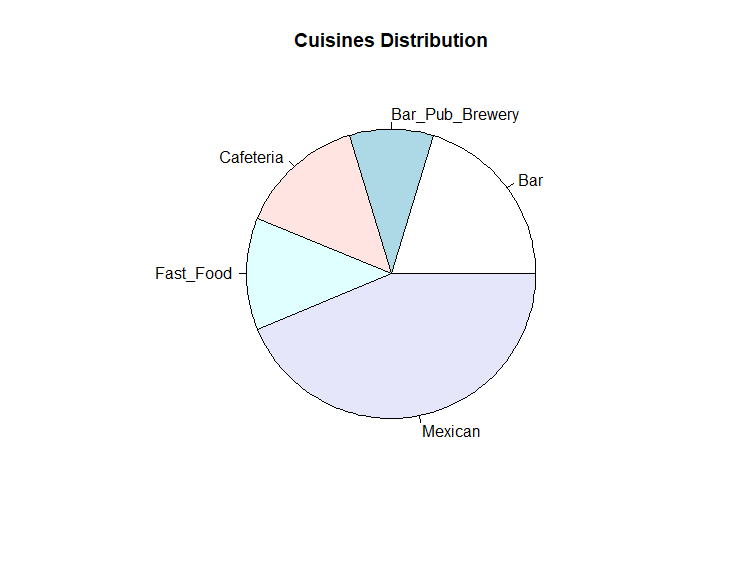 Cuisines Distribution
Bar_Pub_Brewery
Cafeteria
Bar
Fast_Food
Mexican